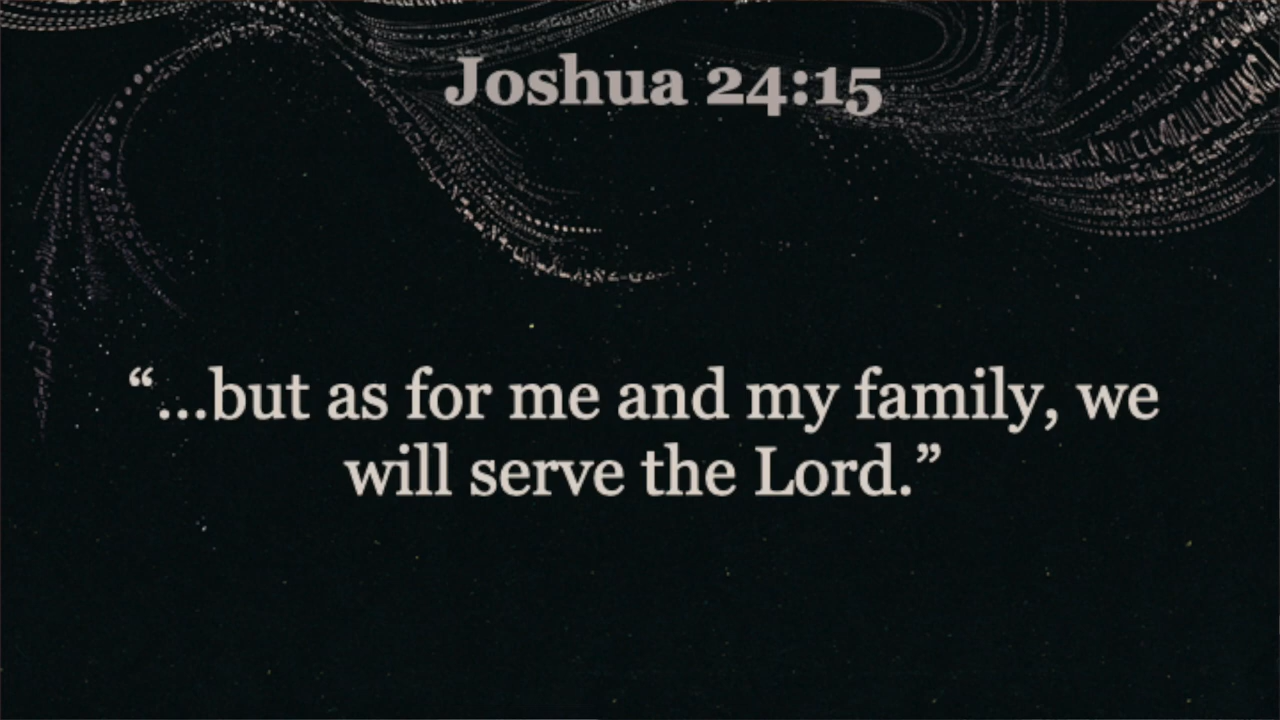 Joshua 24:15
“...but as for me and my family, we
will serve the Lord.”